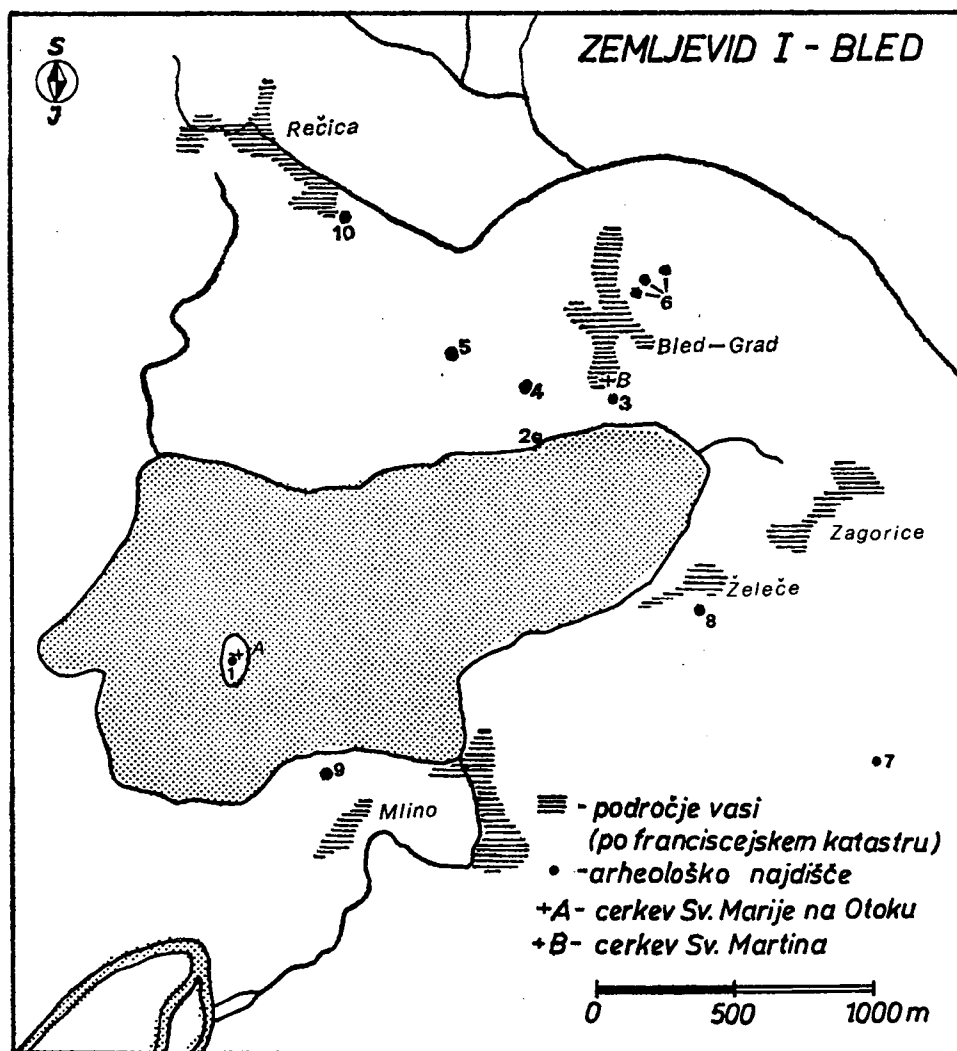 ZEMLJEVID I - BLED
S
J
Rečica
10
6
5
Bled-Grad
4
+B
3
2
Zagorice
Želeče
8
+A
1
7
9
Mlino
- področje vasi
(po franciscejskem katastru)
- arheološko najdišče
+A- cerkev Sv. Marije na Otoku
+B- cerkev Sv. Martina
0 500 1000 m